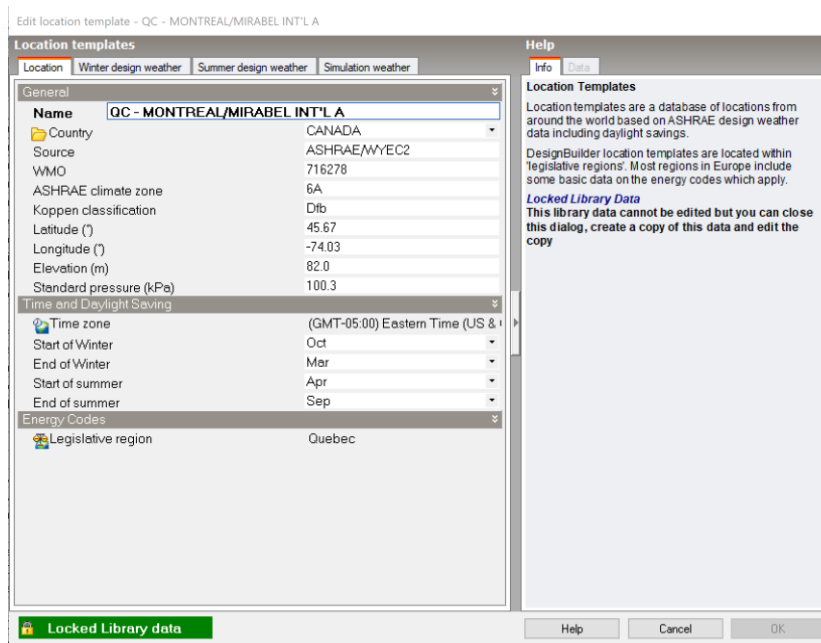 Edit location template - QC - MONTREAL/MIRABEL INT'L A
Location templates
Location Winter design weather Summer design weather Simulation weather
General
Name QC - MONTREAL/MIRABEL INT'L A
Country CANADA
Source ASHRAE/WYEC2
WMO 716278
ASHRAE climate zone 6A
Koppen classification Dfb
Latitude (°) 45.67
Longitude (°) -74.03
Elevation (m) 82.0
Standard pressure (kPa) 100.3
Time and Daylight Saving
Time zone (GMT-05:00) Eastern Time (US &
Start of Winter Oct
End of Winter Mar
Start of summer Apr
End of summer Sep
Energy Codes
Legislative region Quebec
Locked Library data
Help
Info Data
Location Templates
Location templates are a database of locations from
around the world based on ASHRAE design weather
data including daylight savings.
DesignBuilder location templates are located within
'legislative regions'. Most regions in Europe include
some basic data on the energy codes which apply.
Locked Library Data
This library data cannot be edited but you can close
this dialog, create a copy of this data and edit the
copy
Help Cancel OK